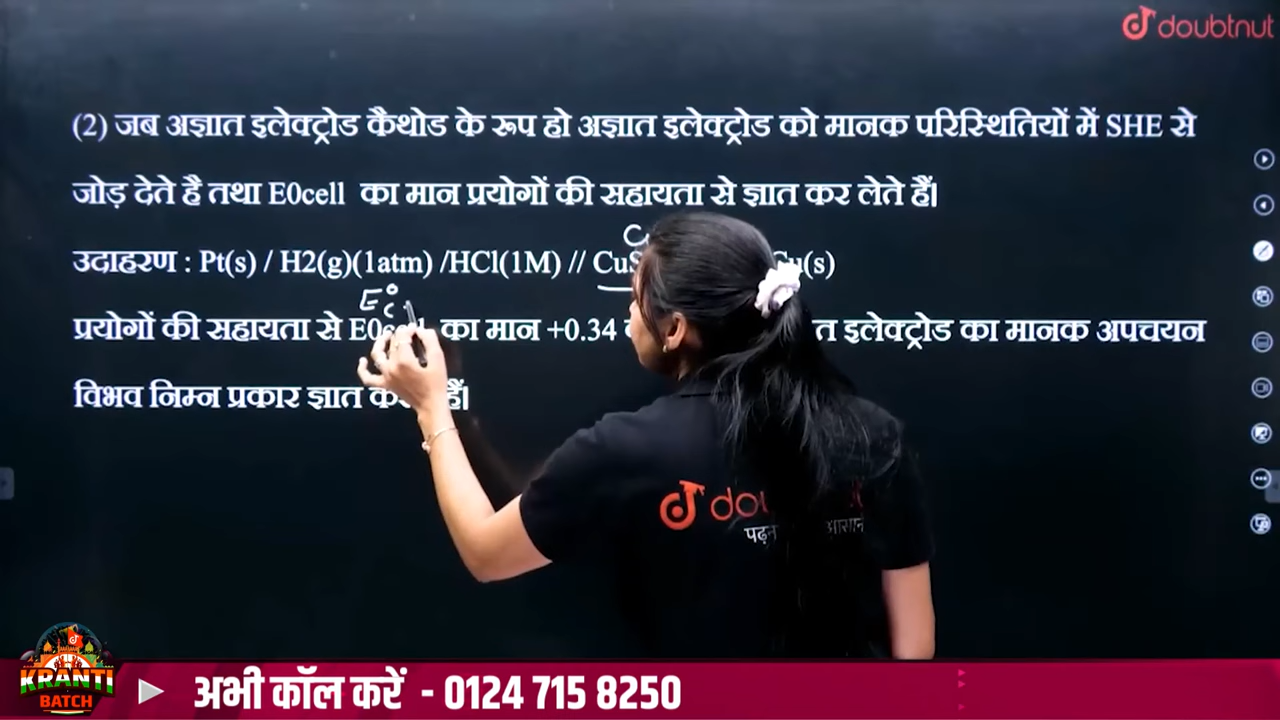 doubtnut
(2) जब अज्ञात इलेक्ट्रोड कैथोड के रूप हो अज्ञात इलेक्ट्रोड को मानक परिस्थितियों में SHE से
जोड़ देते है तथा E0cell का मान प्रयोगों की सहायता से ज्ञात कर लेते हैं।
उदाहरण : Pt(s) / H2(g)(1atm) /HCl(1M) // Cu(s)
E°
प्रयोगों की सहायता से का मान +0.34 इलेक्ट्रोड का मानक अपचयन
विभव निम्न प्रकार ज्ञात हैं।
KRANTI
BATCH
अभी कॉल करें - 0124 715 8250